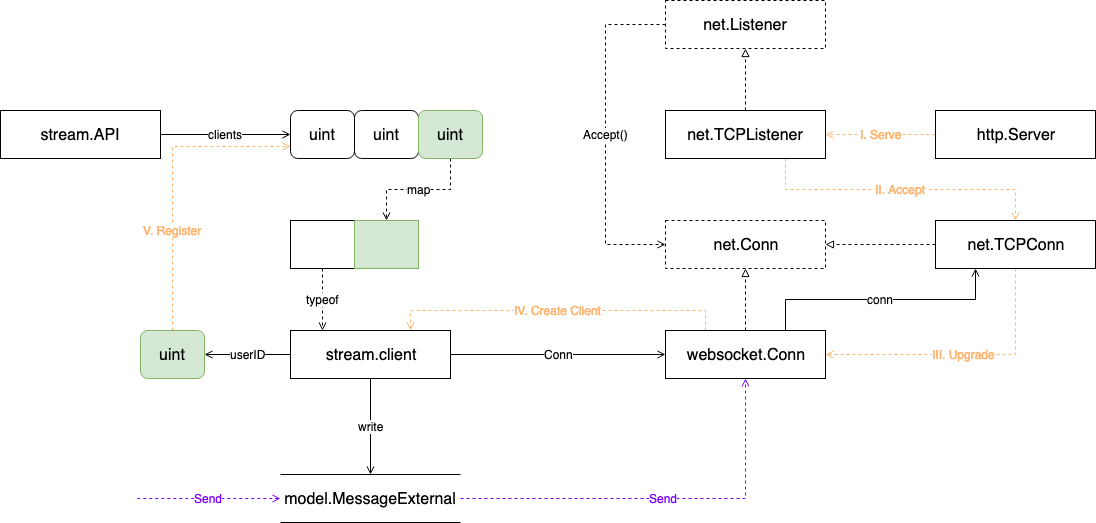 net.Listener
stream.API
clients
uint
uint
uint
Accept()
net.TCPListener
I. Serve
http.Server
map
II. Accept
V. Register
net.Conn
net.TCPConn
typeof
conn
IV. Create Client
uint
userID
stream.client
Conn
websocket.Conn
III. Upgrade
write
Send
model.MessageExternal
Send